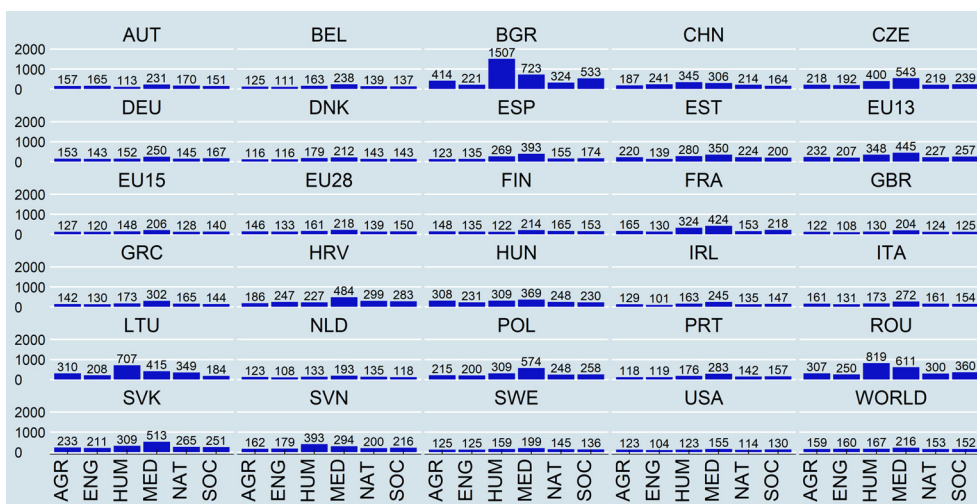 AUT BEL BGR CHN CZE
2000
1000
0
157 165 113 231 170 151 125 111 163 238 139 137 414 221 1507 723 324 533 187 241 345 306 214 164 218 192 400 543 219 239
DEU DNK ESP EST EU13
2000
1000
0
153 143 152 250 145 167 116 116 179 212 143 143 123 135 269 393 155 174 220 139 280 350 224 200 232 207 348 445 227 257
EU15 EU28 FIN FRA GBR
2000
1000
0
127 120 148 206 128 140 146 133 161 218 139 150 148 135 122 214 165 153 165 130 324 424 153 218 122 108 130 204 124 125
GRC HRV HUN IRL ITA
2000
1000
0
142 130 173 302 165 144 186 247 227 484 299 283 308 231 309 369 248 230 129 101 163 245 135 147 161 131 173 272 161 154
LTU NLD POL PRT ROU
2000
1000
0
310 208 707 415 349 184 123 108 133 193 135 118 215 200 309 574 248 258 118 119 176 283 142 157 307 250 819 611 300 360
SVK SVN SWE USA WORLD
2000
1000
0
233 211 309 513 265 251 162 179 393 294 200 216 125 125 159 199 145 136 123 104 123 155 114 130 159 160 167 216 153 152
AGR ENG HUM MED NAT SOC AGR ENG HUM MED NAT SOC AGR ENG HUM MED NAT SOC AGR ENG HUM MED NAT SOC AGR ENG HUM MED NAT SOC